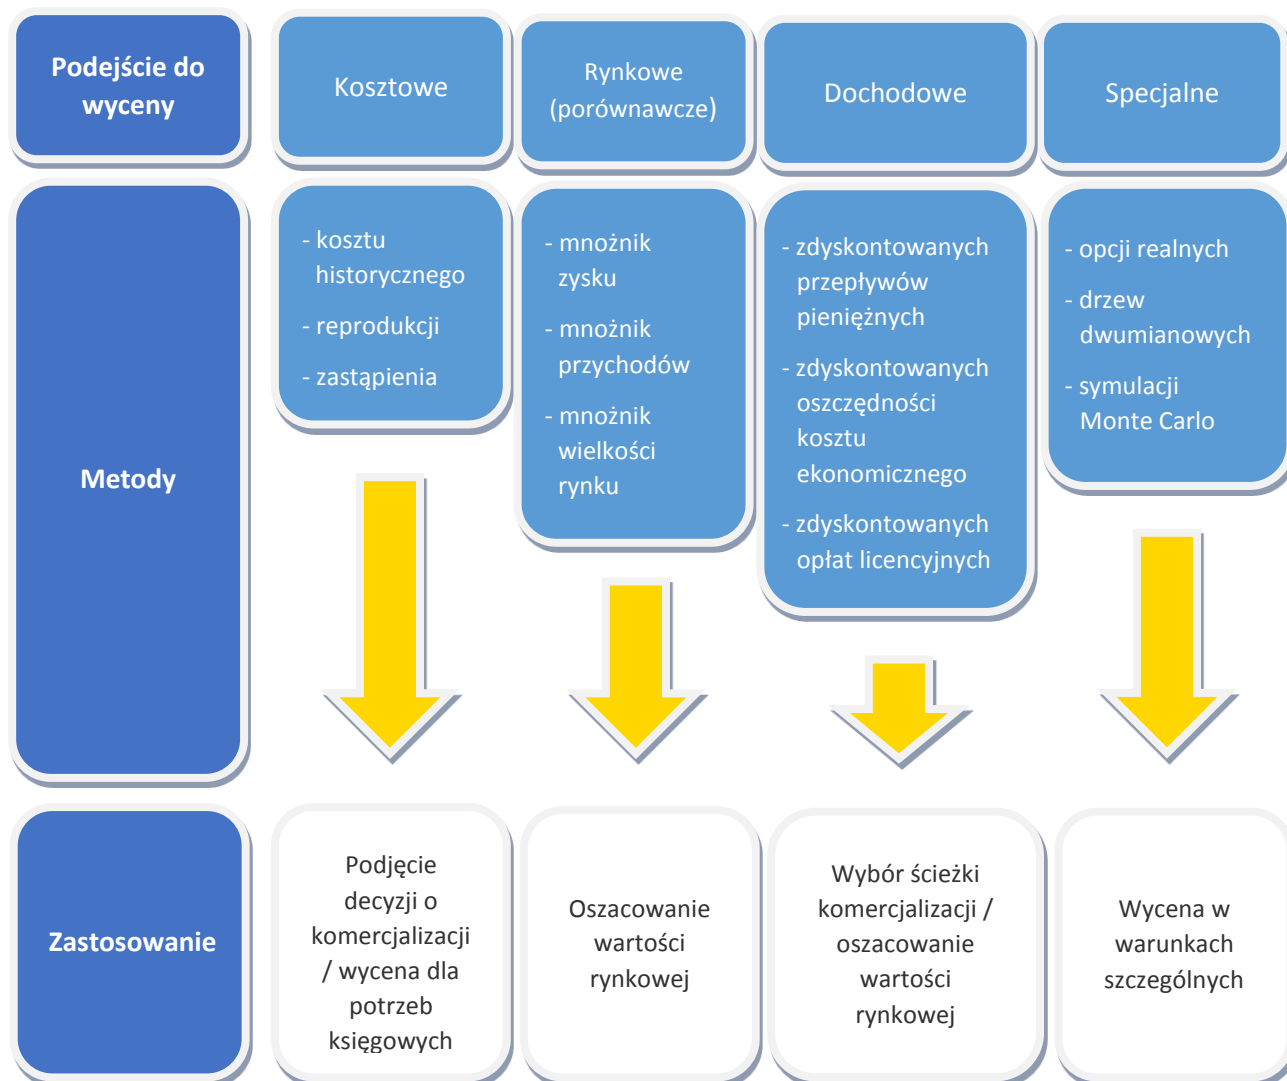 Podejście do
wyceny
Kosztowe
Rynkowe
(porównawcze)
Dochodowe
Specjalne
Metody
- kosztu
historycznego
- reprodukcji
- zastąpienia
- mnożnik
zysku
- mnożnik
przychodów
- mnożnik
wielkości
rynku
- zdyskontowanych
przepływów
pieniężnych
- zdyskontowanych
oszczędności
kosztu
ekonomicznego
- zdyskontowanych
opłat licencyjnych
- opcji realnych
- drzew
dwumianowych
- symulacji
Monte Carlo
Zastosowanie
Podjęcie
decyzji o
komercjalizacji
/ wycena dla
potrzeb
księgowych
Oszacowanie
wartości
rynkowej
Wybór ścieżki
komercjalizacji /
oszacowanie
wartości
rynkowej
Wycena w
warunkach
szczególnych